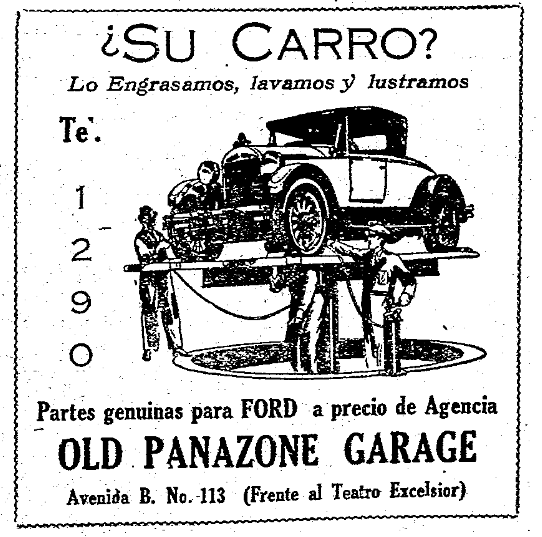 ¿SU CARRO?
Lo Engrasamos, lavamos y lustramos
Te'.
1
2
9
0
Partes genuinas para FORD a precio de Agencia
OLD PANAZONE GARAGE
Avenida B. No. 113 (Frente al Teatro Excelsior)